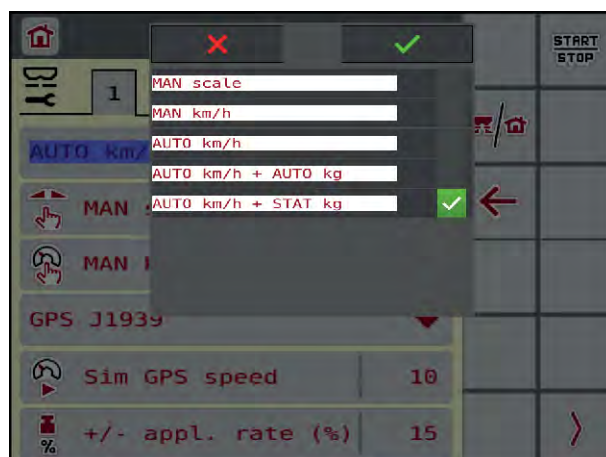 START
STOP
MAN scale
1
MAN km/h
AUTO km/h
AUTO km/
AUTO km/h + AUTO kg
AUTO km/h + STAT kg
MAN
MAN
GPS J1939
Sim GPS speed 10
% +/- appl. rate (%) 15